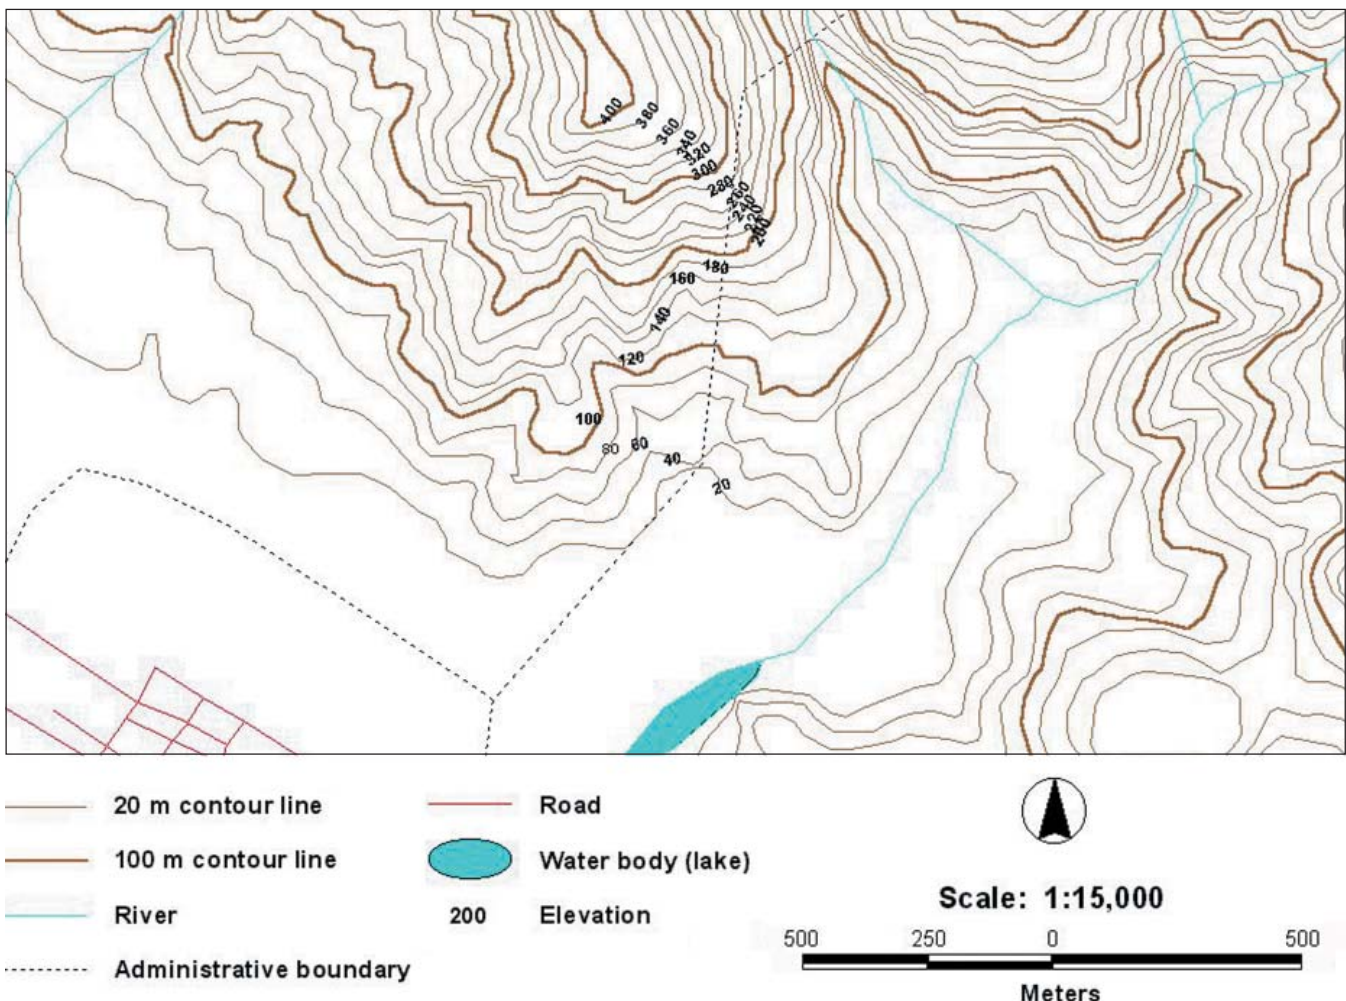 400
380
360
340
320
300
280
260
240
220
200
180
160
140
120
100
80
60
40
20
20 m contour line
Road
100 m contour line
Water body (lake)
River
200
Elevation
Administrative boundary
Scale: 1:15,000
500 250 0 500
Meters